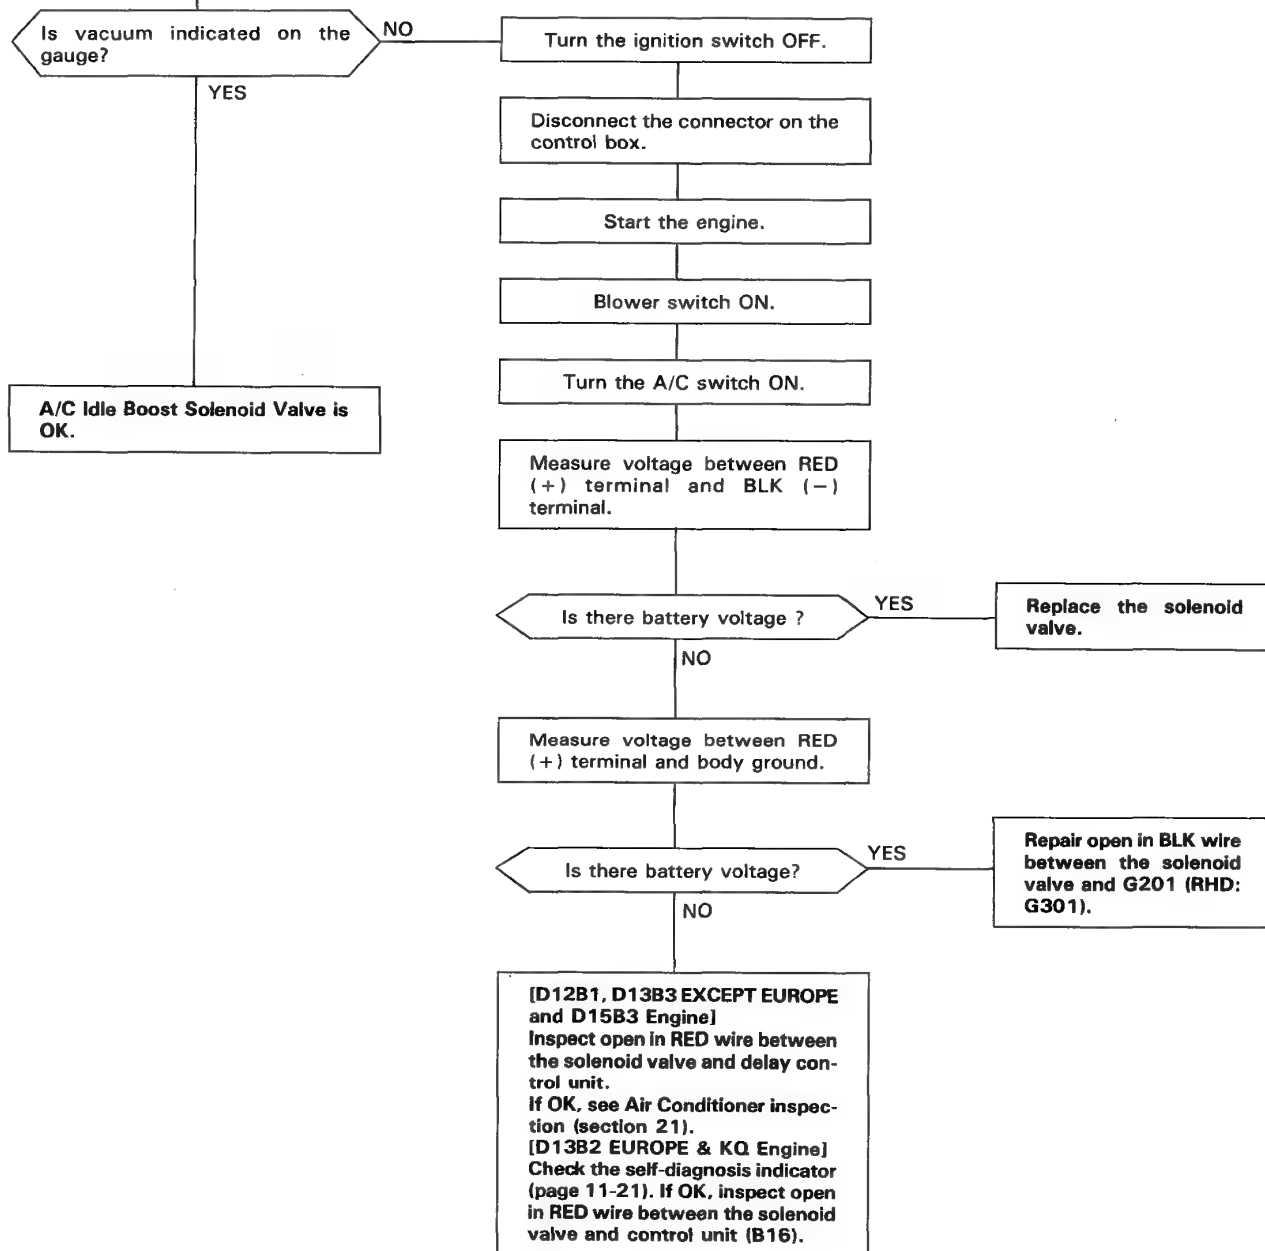 Is vacuum indicated on the
gauge?
NO
YES
Turn the ignition switch OFF.
Disconnect the connector on the
control box.
Start the engine.
Blower switch ON.
Turn the A/C switch ON.
A/C Idle Boost Solenoid Valve is
OK.
Measure voltage between RED
(+) terminal and BLK (−)
terminal.
Is there battery voltage ?
YES
Replace the solenoid
valve.
NO
Measure voltage between RED
(+) terminal and body ground.
Is there battery voltage?
YES
Repair open in BLK wire
between the solenoid
valve and G201 (RHD:
G301).
NO
[D12B1, D13B3 EXCEPT EUROPE
and D15B3 Engine]
Inspect open in RED wire between
the solenoid valve and delay con-
trol unit.
If OK, see Air Conditioner inspec-
tion (section 21).
[D13B2 EUROPE & KQ Engine]
Check the self-diagnosis indicator
(page 11-21). If OK, inspect open
in RED wire between the solenoid
valve and control unit (B16).